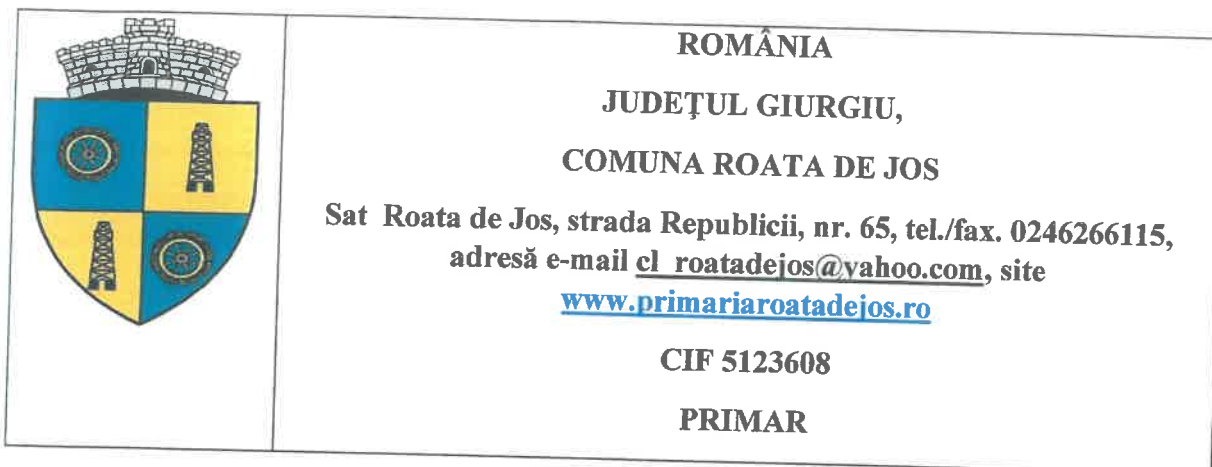 ROMÂNIA
JUDEŢUL GIURGIU,
COMUNA ROATA DE JOS
Sat Roata de Jos, strada Republicii, nr. 65, tel./fax. 0246266115,
adresă e-mail cl_roatadejos@yahoo.com, site
www.primariaroatadejos.ro
CIF 5123608
PRIMAR